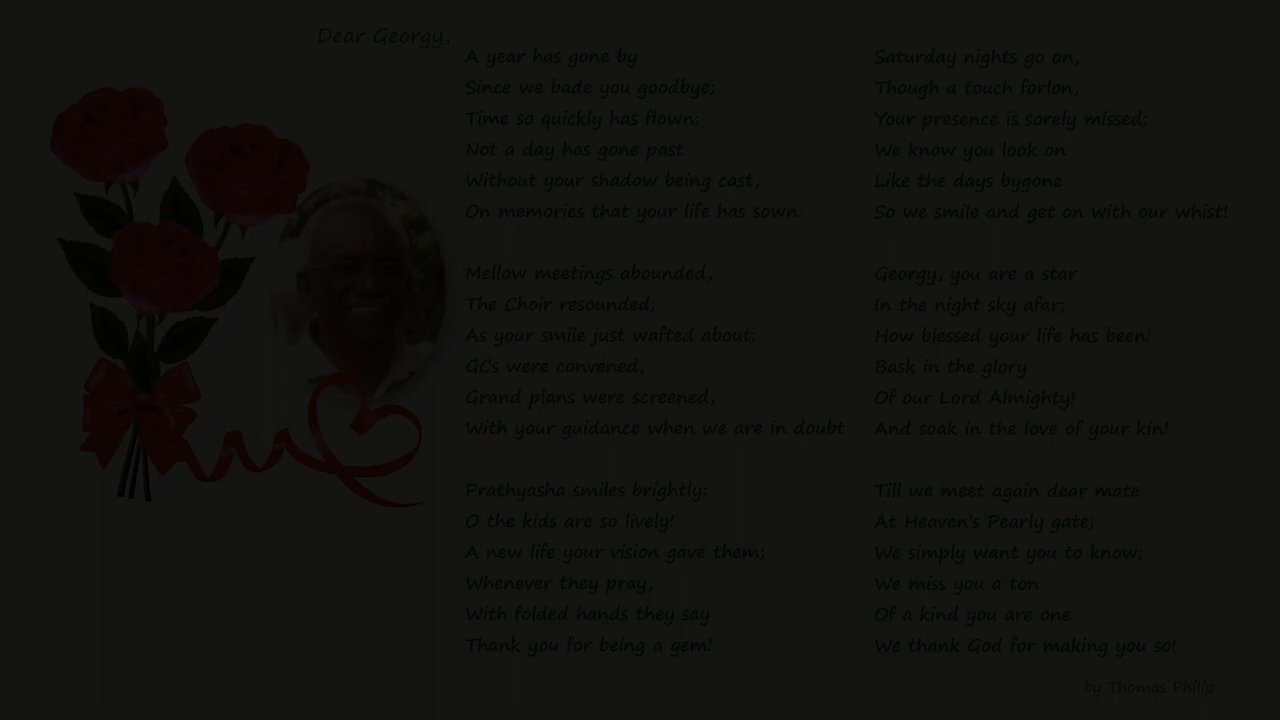 Dear Georgy,
A year has gone by
Since we bade you goodbye;
Time so quickly has flown;
Not a day has gone past
Without your shadow being cast,
On memories that your life has sown.
Mellow meetings abounded,
The Choir resounded;
As your smile just wafted about;
GCs were convened,
Grand plans were screened,
With your guidance when we are in doubt
Prathyasha smiles brightly;
O the kids are so lively!
A new life your vision gave them;
Whenever they pray,
With folded hands they say
Thank you for being a gem!
Saturday nights go on,
Though a touch forlon,
Your presence is sorely missed;
We know you look on
Like the days bygone
So we smile and get on with our whist!
Georgy, you are a star
In the night sky afar;
How blessed your life has been!
Bask in the glory
Of our Lord Almighty!
And soak in the love of your kin!
Till we meet again dear mate
At Heaven's Pearly gate;
We simply want you to know;
We miss you a ton
Of a kind you are one
We thank God for making you so!
by Thomas Philip